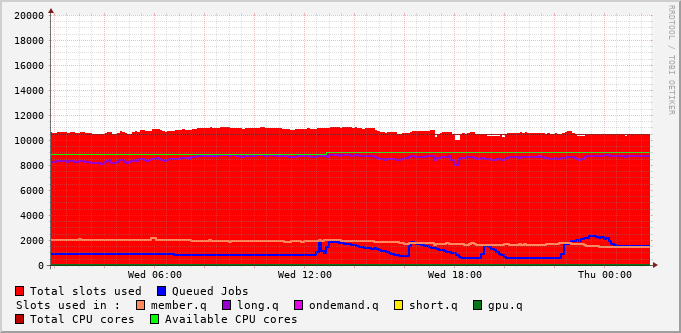 20000
18000
16000
14000
12000
10000
8000
6000
4000
2000
0
Wed 06:00 Wed 12:00 Wed 18:00 Thu 00:00
RRDTOOL / TOBI OETIKER
Total slots used Queued Jobs
Slots used in : member.q long.q ondemand.q short.q gpu.q
Total CPU cores Available CPU cores